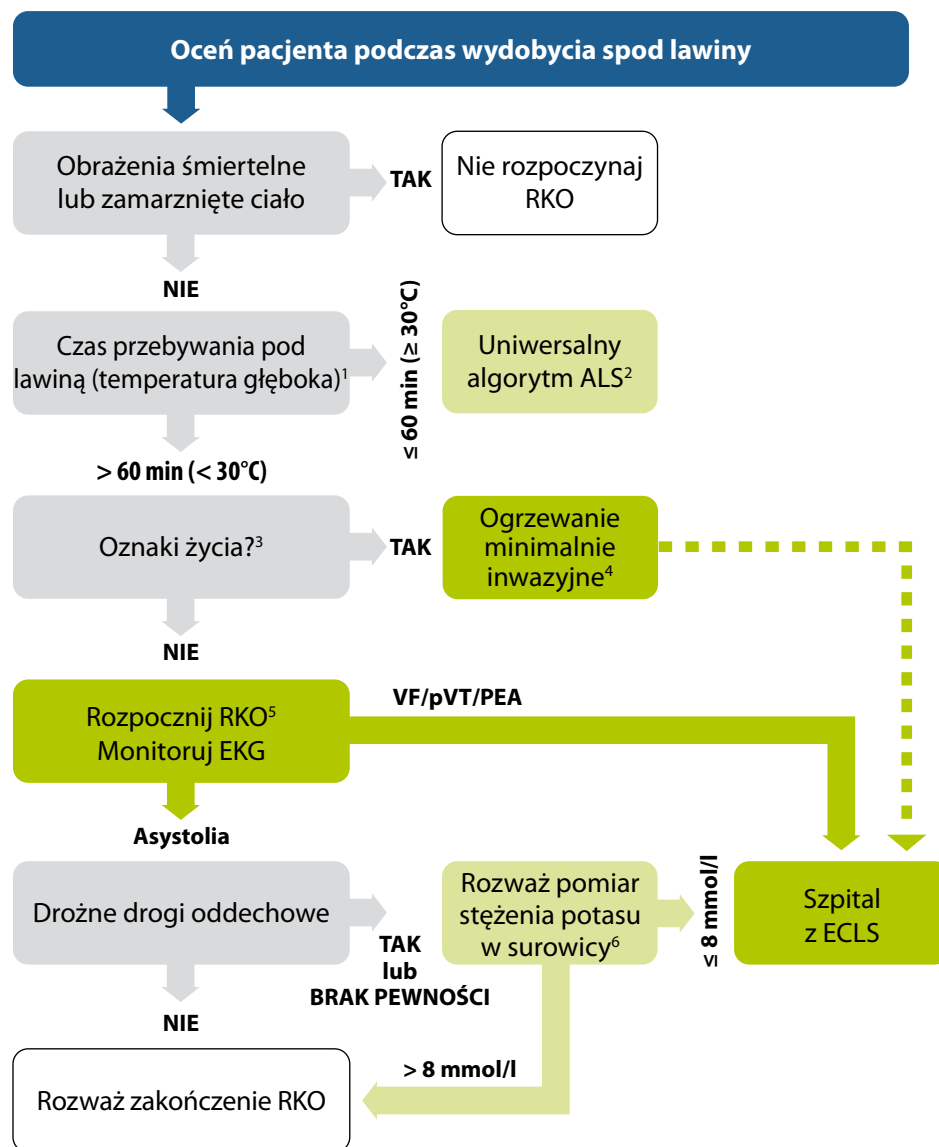 Oceń pacjenta podczas wydobycia spod lawiny
Obrażenia śmiertelne
lub zamarznięte ciało
TAK
Nie rozpoczynaj
RKO
NIE
Czas przebywania pod
lawiną (temperatura głęboka)¹
≤ 60 min (≥ 30°C)
Uniwersalny
algorytm ALS²
> 60 min (< 30°C)
Oznaki życia?³
TAK
Ogrzewanie
minimalnie
inwazyjne⁴
NIE
Rozpocznij RKO⁵
Monitoruj EKG
VF/pVT/PEA
Asystolia
Drożne drogi oddechowe
TAK
lub
BRAK PEWNOŚCI
Rozważ pomiar
stężenia potasu
w surowicy⁶
≤ 8 mmol/l
Szpital
z ECLS
NIE
> 8 mmol/l
Rozważ zakończenie RKO